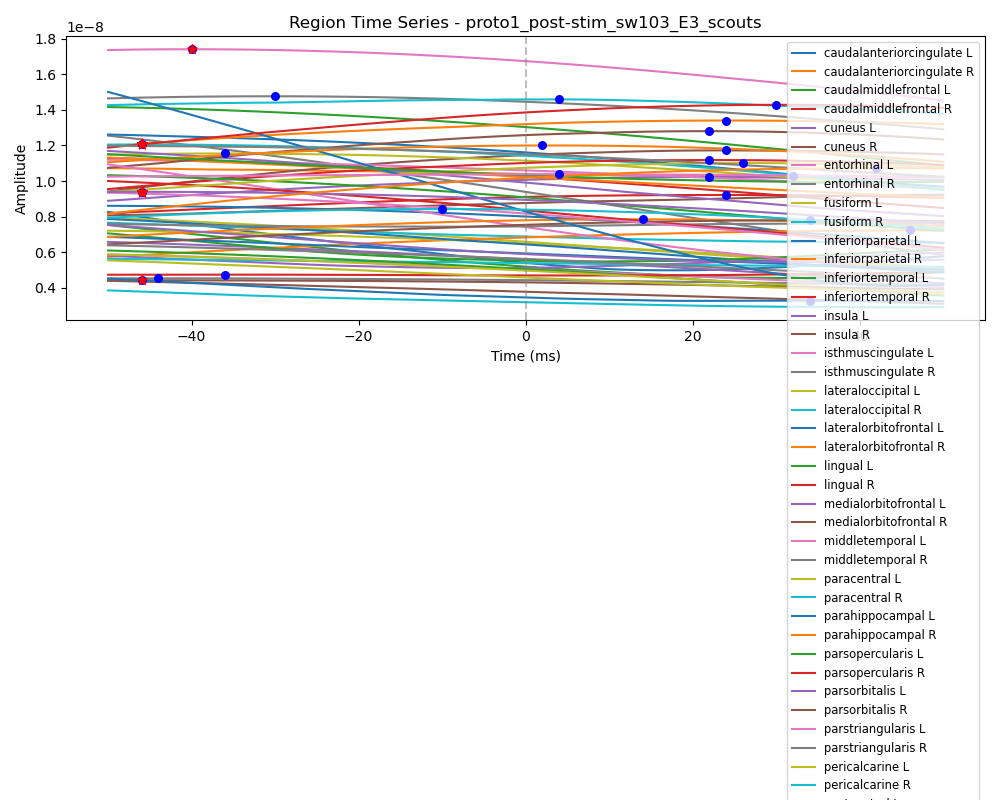 Region Time Series - proto1_post-stim_sw103_E3_scouts
1e−8
1.8
1.6
1.4
1.2
1.0
0.8
0.6
0.4
Amplitude
−40
−20
0
20
Time (ms)
caudalanteriorcingulate L
caudalanteriorcingulate R
caudalmiddlefrontal L
caudalmiddlefrontal R
cuneus L
cuneus R
entorhinal L
entorhinal R
fusiform L
fusiform R
inferiorparietal L
inferiorparietal R
inferiortemporal L
inferiortemporal R
insula L
insula R
isthmuscingulate L
isthmuscingulate R
lateraloccipital L
lateraloccipital R
lateralorbitofrontal L
lateralorbitofrontal R
lingual L
lingual R
medialorbitofrontal L
medialorbitofrontal R
middletemporal L
middletemporal R
paracentral L
paracentral R
parahippocampal L
parahippocampal R
parsopercularis L
parsopercularis R
parsorbitalis L
parsorbitalis R
parstriangularis L
parstriangularis R
pericalcarine L
pericalcarine R